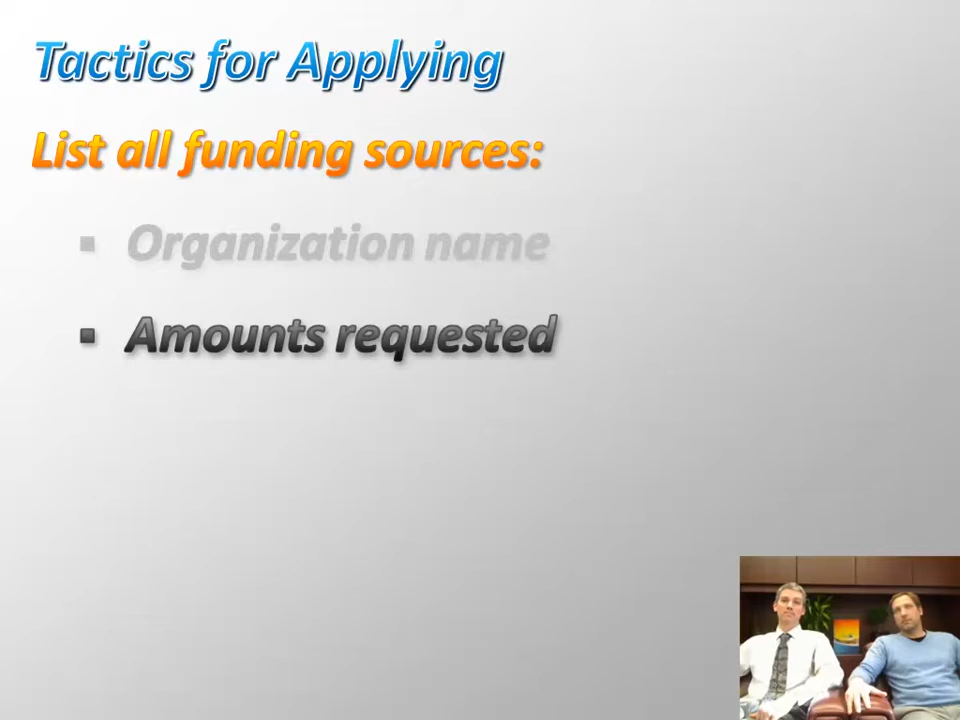 Tactics for Applying
List all funding sources:
▪ Organization name
▪ Amounts requested